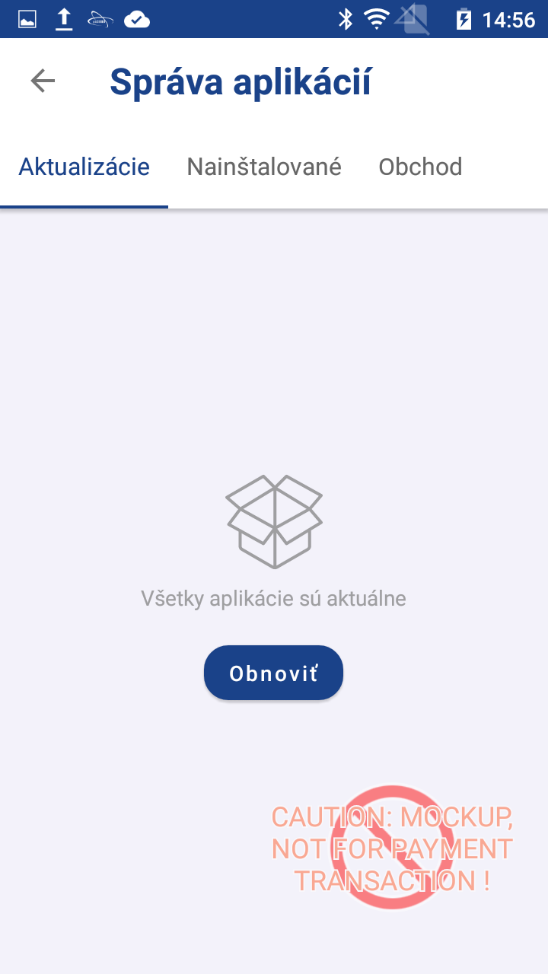 14:56
Správa aplikácií
Aktualizácie Nainštalované Obchod
Všetky aplikácie sú aktuálne
Obnoviť
CAUTION: MOCKUP,
NOT FOR PAYMENT
TRANSACTION !